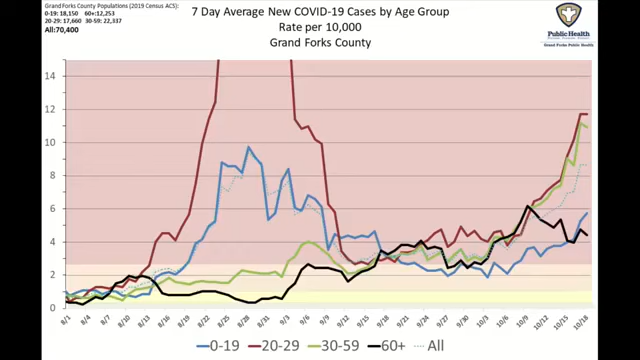 Grand Forks County Populations (2019 Census ACS)
0-19: 18,150 60+:12,253
20-29: 17,660 30-59: 22,337
All:70,400
7 Day Average New COVID-19 Cases by Age Group
Rate per 10,000
Grand Forks County
Public Health
Grand Forks Public Health
14
12
10
8
6
4
2
0
8/1 8/4 8/7 8/10 8/13 8/16 8/19 8/22 8/25 8/28 8/31 9/3 9/6 9/9 9/12 9/15 9/18 9/21 9/24 9/27 9/30 10/3 10/6 10/9 10/12 10/15 10/18
0-19 20-29 30-59 60+ All